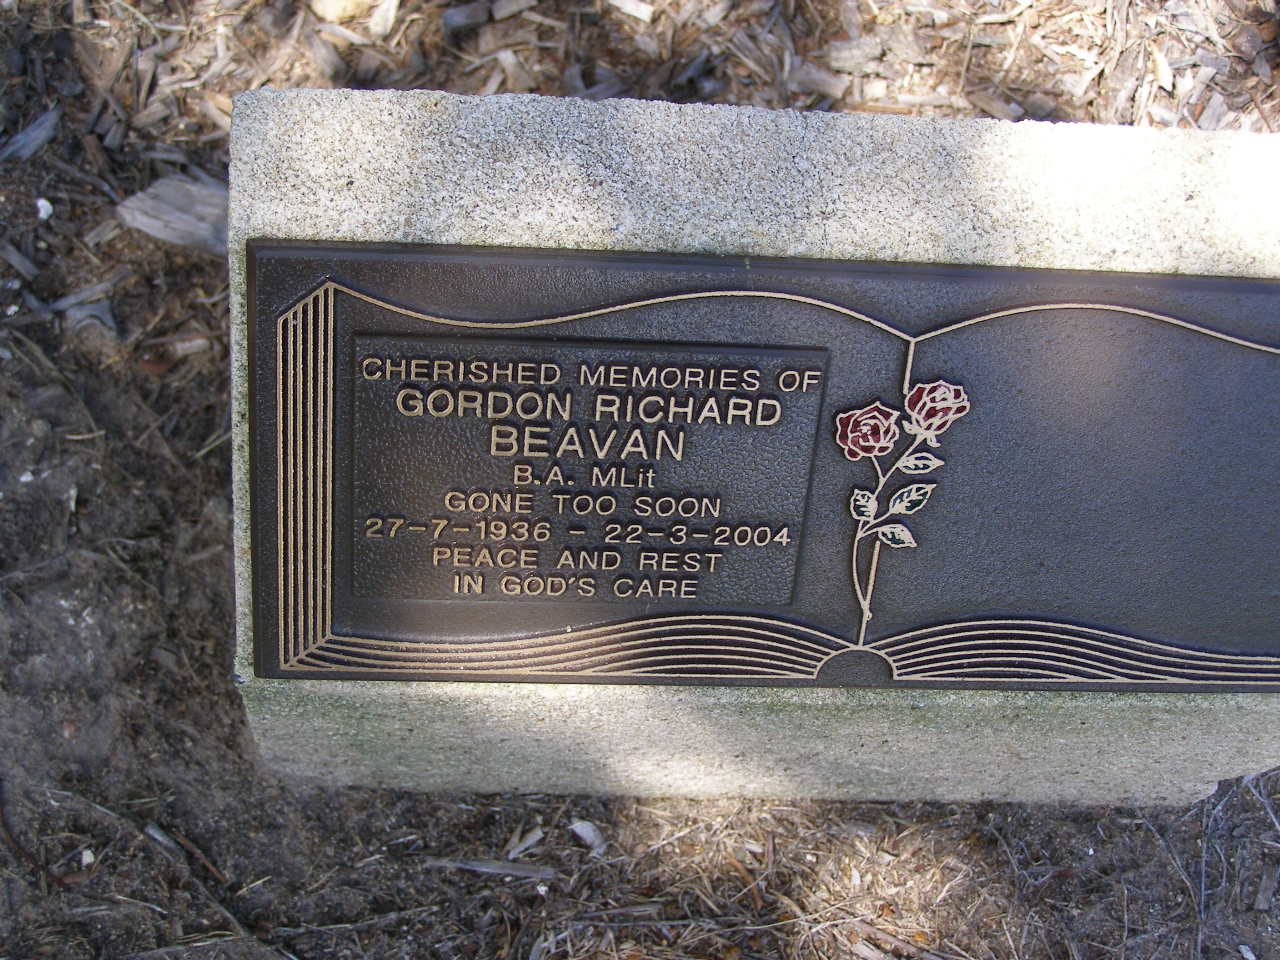 CHERISHED MEMORIES OF
GORDON RICHARD
BEAVAN
B.A. MLit
GONE TOO SOON
27-7-1936 - 22-3-2004
PEACE AND REST
IN GOD'S CARE